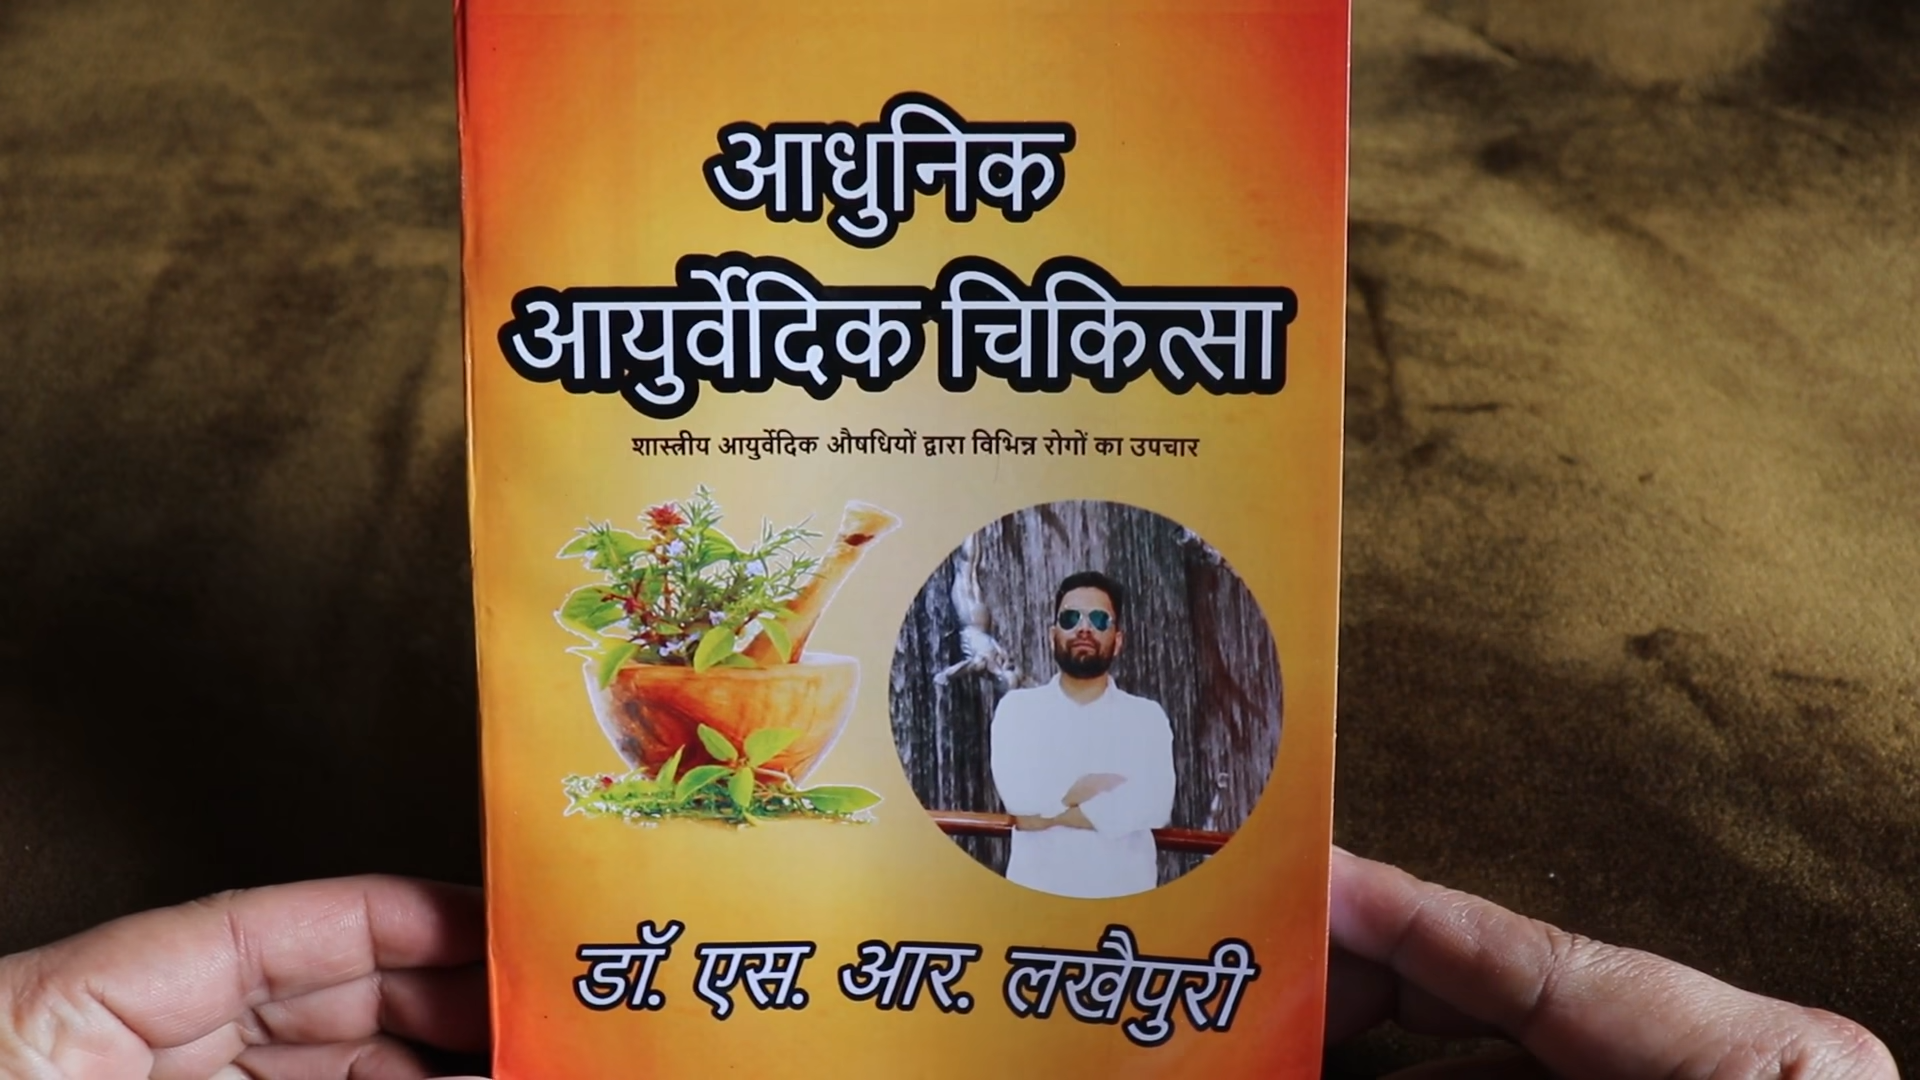 आधुनिक
आयुर्वेदिक चिकित्सा
शास्त्रीय आयुर्वेदिक औषधियों द्वारा विभिन्न रोगों का उपचार
डॉ. एस. आर. लखैपुरी